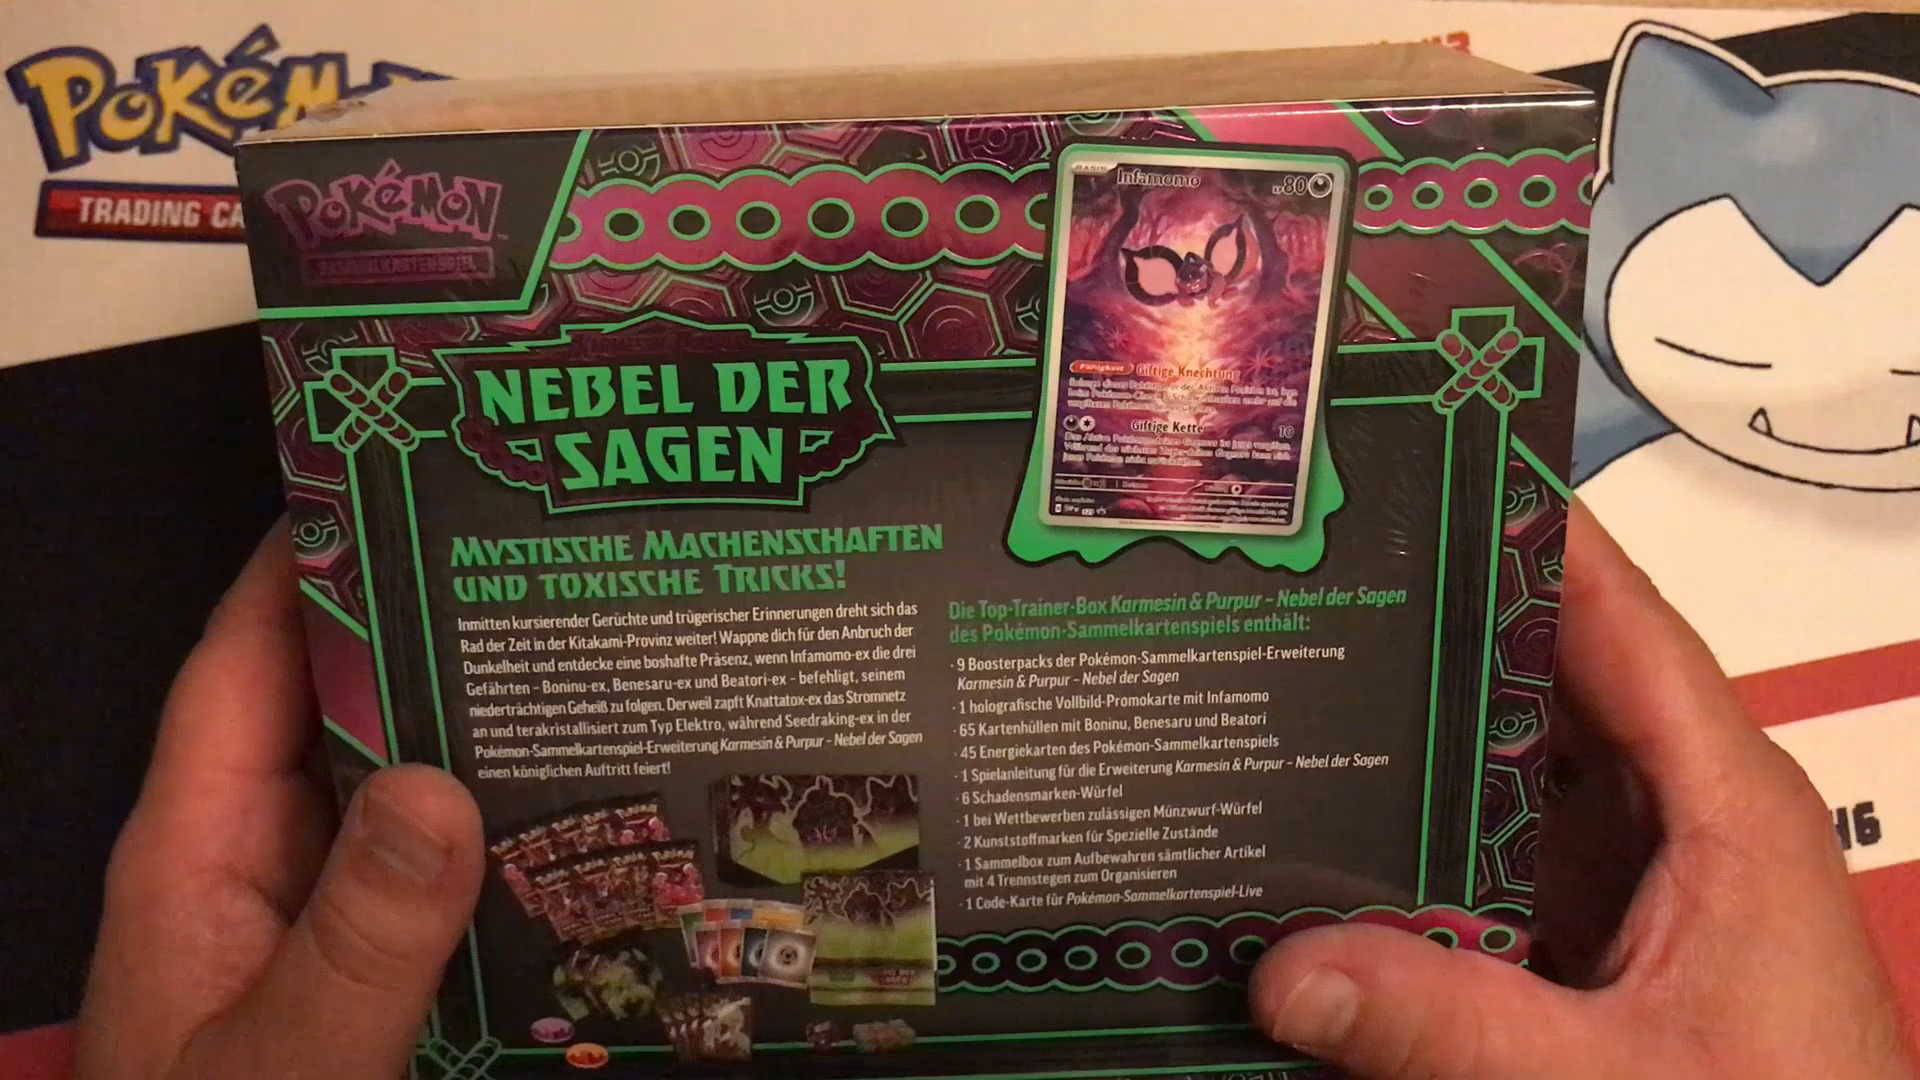 Pokém
TRADING CA
Pokémon
SAMMELKARTENSPIEL
NEBEL DER
SAGEN
MYSTISCHE MACHENSCHAFTEN
UND TOXISCHE TRICKS!
Inmitten kursierender Gerüchte und trügerischer Erinnerungen dreht sich das
Rad der Zeit in der Kitakami-Provinz weiter! Wappne dich für den Anbruch der
Dunkelheit und entdecke eine boshafte Präsenz, wenn Infamomo-ex die drei
Gefährten – Boninu-ex, Benesaru-ex und Beatori-ex – befehligt, seinem
niederträchtigen Geheiß zu folgen. Derweil zapft Knattatox-ex das Stromnetz
an und terakristallisiert zum Typ Elektro, während Seedraking-ex in der
Pokémon-Sammelkartenspiel-Erweiterung Karmesin & Purpur – Nebel der Sagen
einen königlichen Auftritt feiert!
BASIS
Infamomo
80
Fähigkeit Giftige Knechtung
Giftige Kette 10
Die Top-Trainer-Box Karmesin & Purpur – Nebel der Sagen
des Pokémon-Sammelkartenspiels enthält:
· 9 Boosterpacks der Pokémon-Sammelkartenspiel-Erweiterung
Karmesin & Purpur – Nebel der Sagen
· 1 holografische Vollbild-Promokarte mit Infamomo
· 65 Kartenhüllen mit Boninu, Benesaru und Beatori
· 45 Energiekarten des Pokémon-Sammelkartenspiels
· 1 Spielanleitung für die Erweiterung Karmesin & Purpur – Nebel der Sagen
· 6 Schadensmarken-Würfel
· 1 bei Wettbewerben zulässigen Münzwurf-Würfel
· 2 Kunststoffmarken für Spezielle Zustände
· 1 Sammelbox zum Aufbewahren sämtlicher Artikel
mit 4 Trennstegen zum Organisieren
· 1 Code-Karte für Pokémon-Sammelkartenspiel-Live